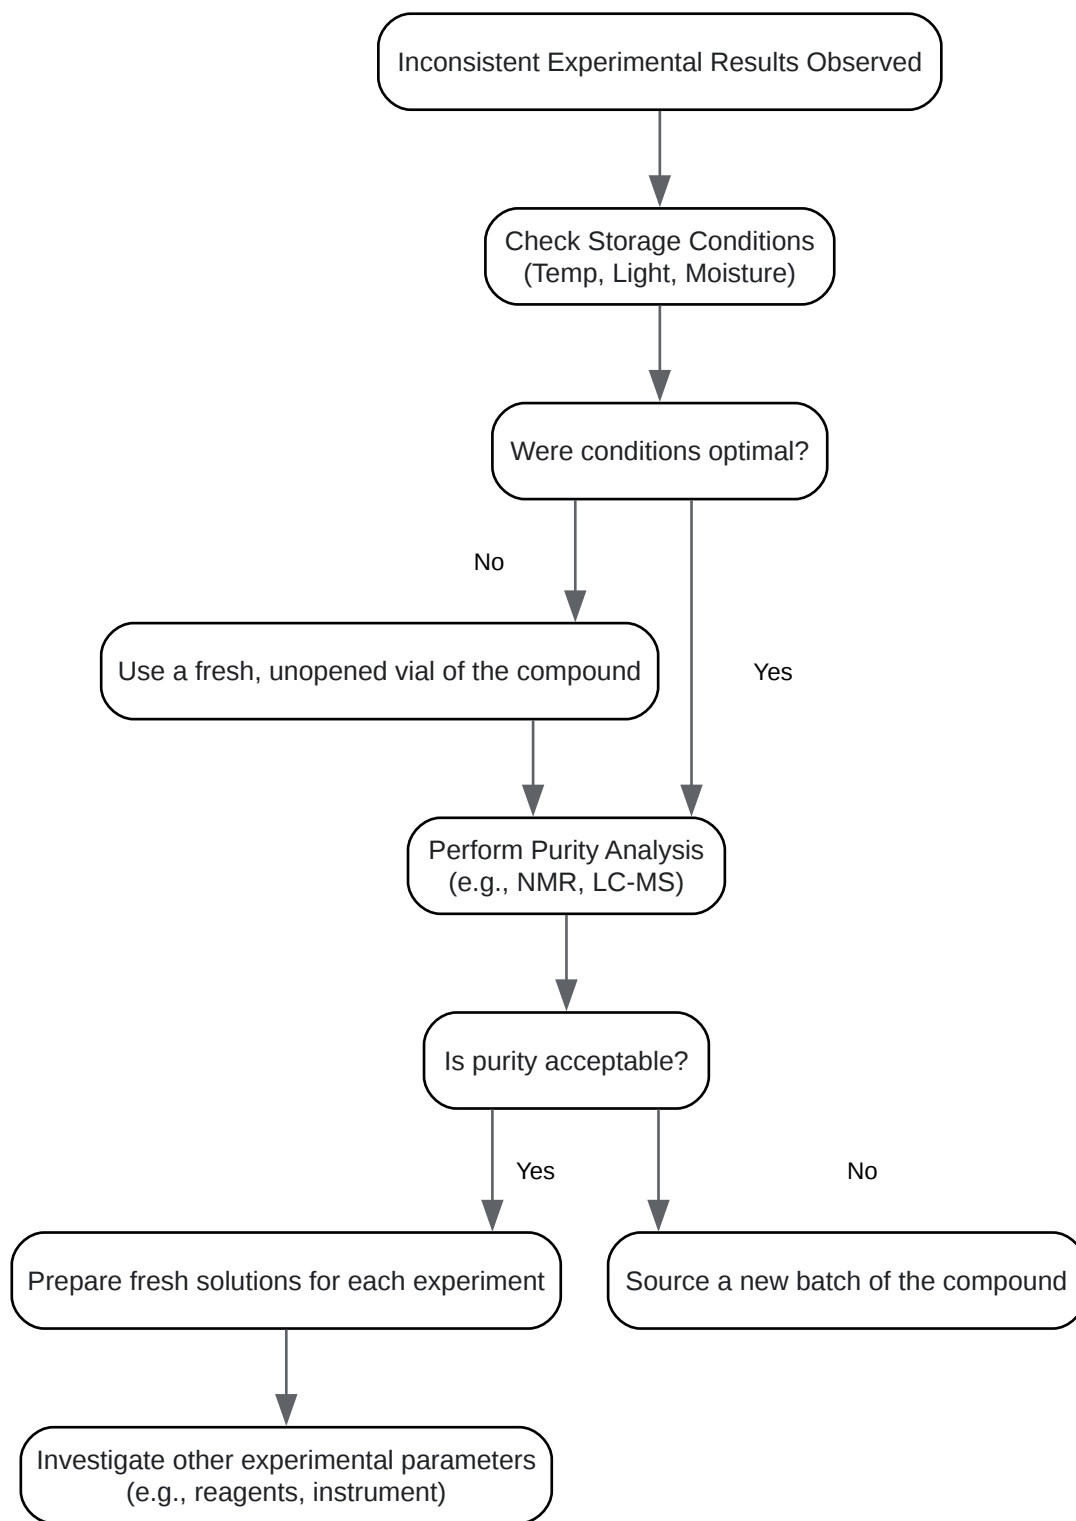 Inconsistent Experimental Results Observed
Check Storage Conditions
(Temp, Light, Moisture)
Were conditions optimal?
No
Use a fresh, unopened vial of the compound
Yes
Perform Purity Analysis
(e.g., NMR, LC-MS)
Is purity acceptable?
Yes
No
Prepare fresh solutions for each experiment
Source a new batch of the compound
Investigate other experimental parameters
(e.g., reagents, instrument)